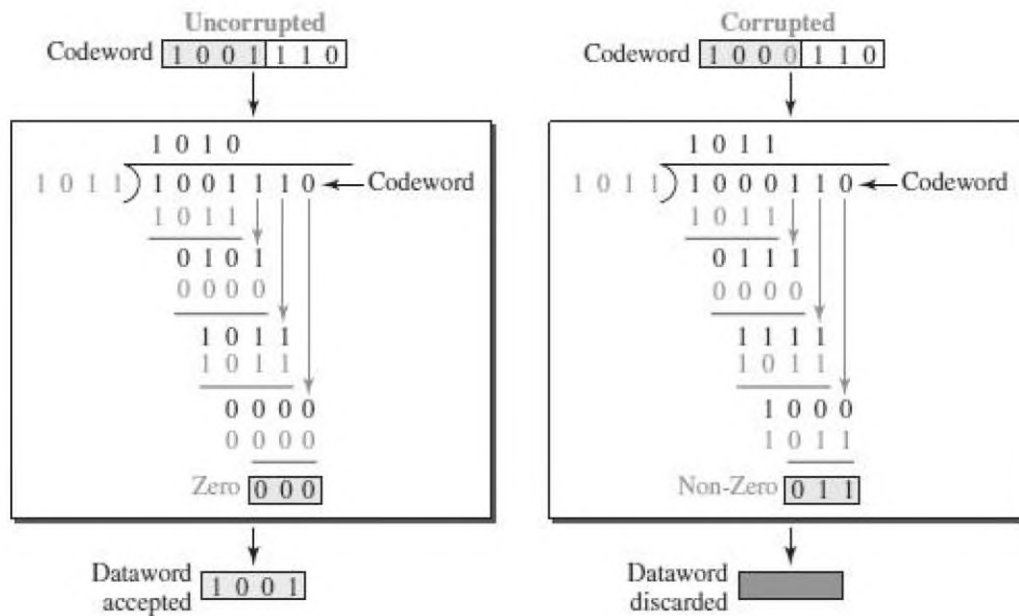 Uncorrupted
Codeword 1 0 0 1 1 1 0
1 0 1 0
1 0 1 1 ) 1 0 0 1 1 1 0 Codeword
1 0 1 1
0 1 0 1
0 0 0 0
1 0 1 1
1 0 1 1
0 0 0 0
0 0 0 0
Zero 0 0 0
Dataword
accepted 1 0 0 1
Corrupted
Codeword 1 0 0 0 1 1 0
1 0 1 1
1 0 1 1 ) 1 0 0 0 1 1 0 Codeword
1 0 1 1
0 1 1 1
0 0 0 0
1 1 1 1
1 0 1 1
1 0 0 0
1 0 1 1
Non-Zero 0 1 1
Dataword
discarded